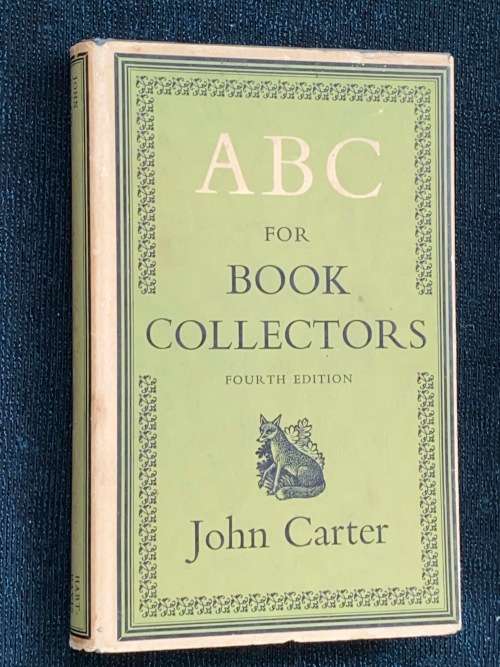 ABC
FOR
BOOK
COLLECTORS
FOURTH EDITION
John Carter
JOHN
HART-